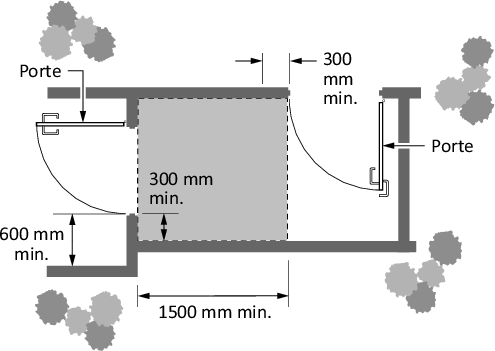 Porte
300
mm
min.
Porte
300 mm
min.
600 mm
min.
1500 mm min.